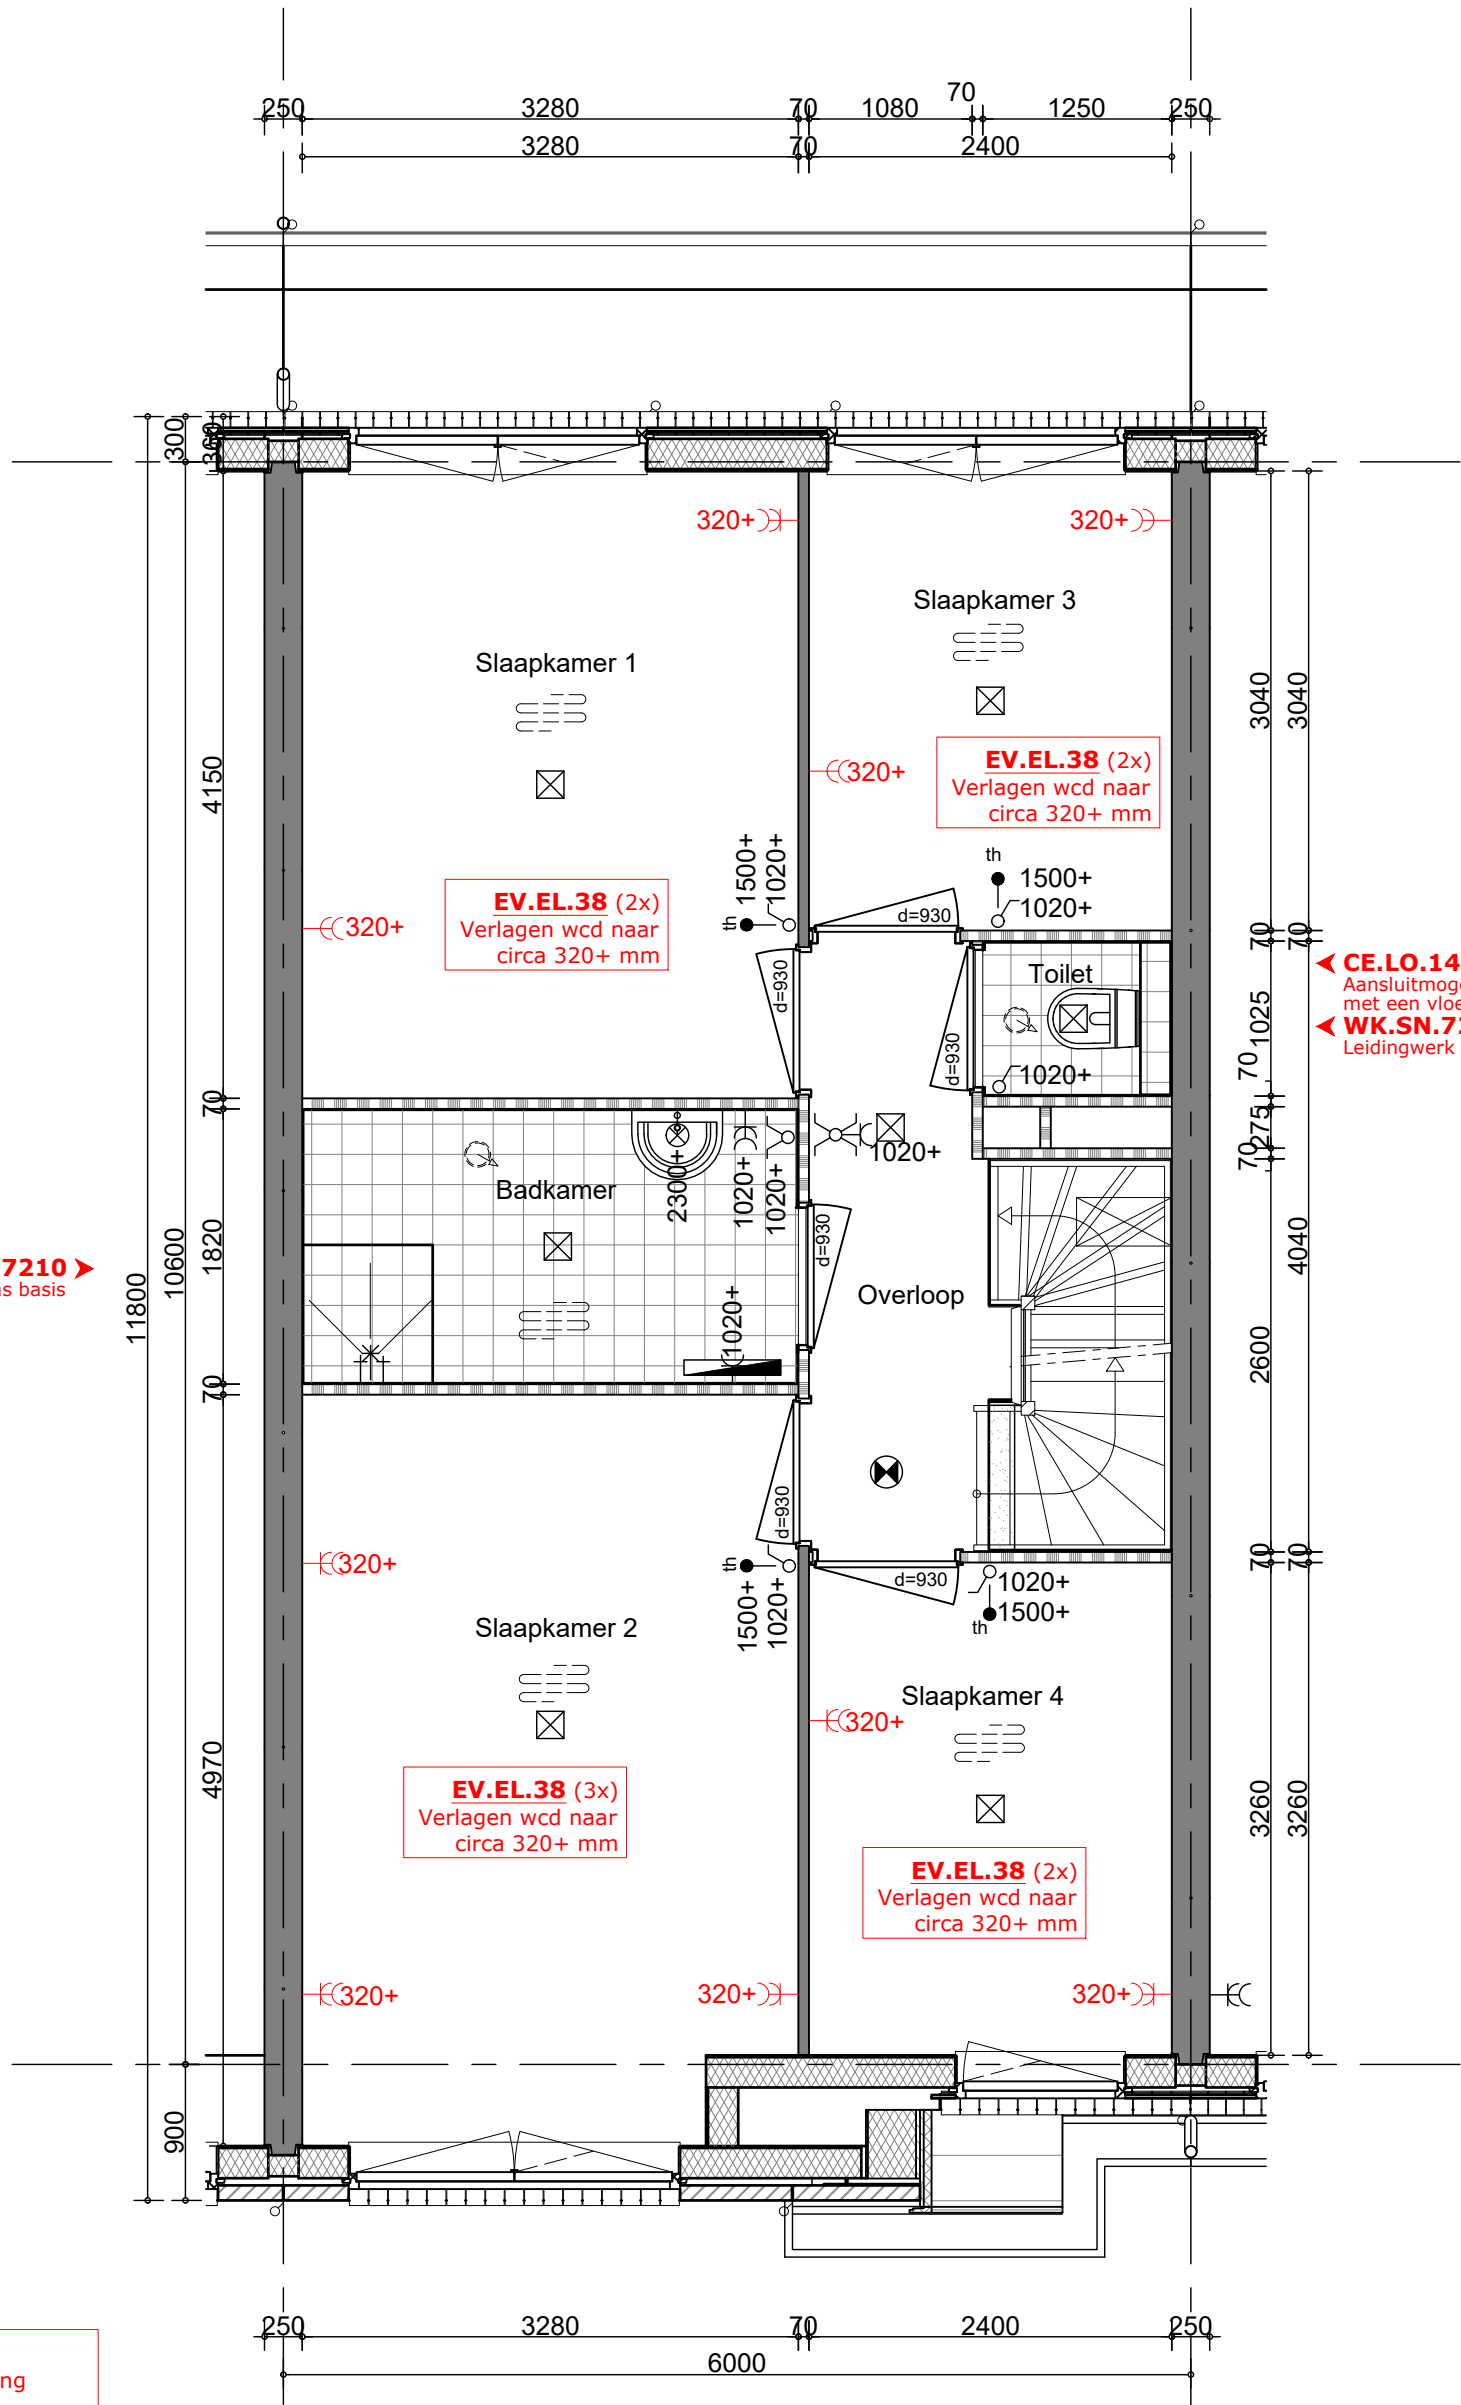 250
3280
70
1080
70
1250
250
3280
70
2400
300
360
320+
320+
Slaapkamer 3
Slaapkamer 1
3040
3040
4150
320+
EV.EL.38 (2x)
Verlagen wcd naar
circa 320+ mm
1500+
1020+
th
th
1500+
1020+
EV.EL.38 (2x)
Verlagen wcd naar
circa 320+ mm
320+
d=930
70
70
Toilet
CE.LO.14
Aansluitmog
met een vloe
WK.SN.7
Leidingwerk
d=930
d=930
1025
70
1020+
70
275
70
1020+
2300+
1020+
1020+
Badkamer
1820
10600
11800
7210
s basis
d=930
Overloop
4040
1020+
2600
70
d=930
70
70
320+
th
1500+
1020+
d=930
1020+
1500+
th
Slaapkamer 2
Slaapkamer 4
320+
4970
EV.EL.38 (3x)
Verlagen wcd naar
circa 320+ mm
3260
3260
EV.EL.38 (2x)
Verlagen wcd naar
circa 320+ mm
320+
320+
320+
900
250
3280
70
2400
250
6000
ng